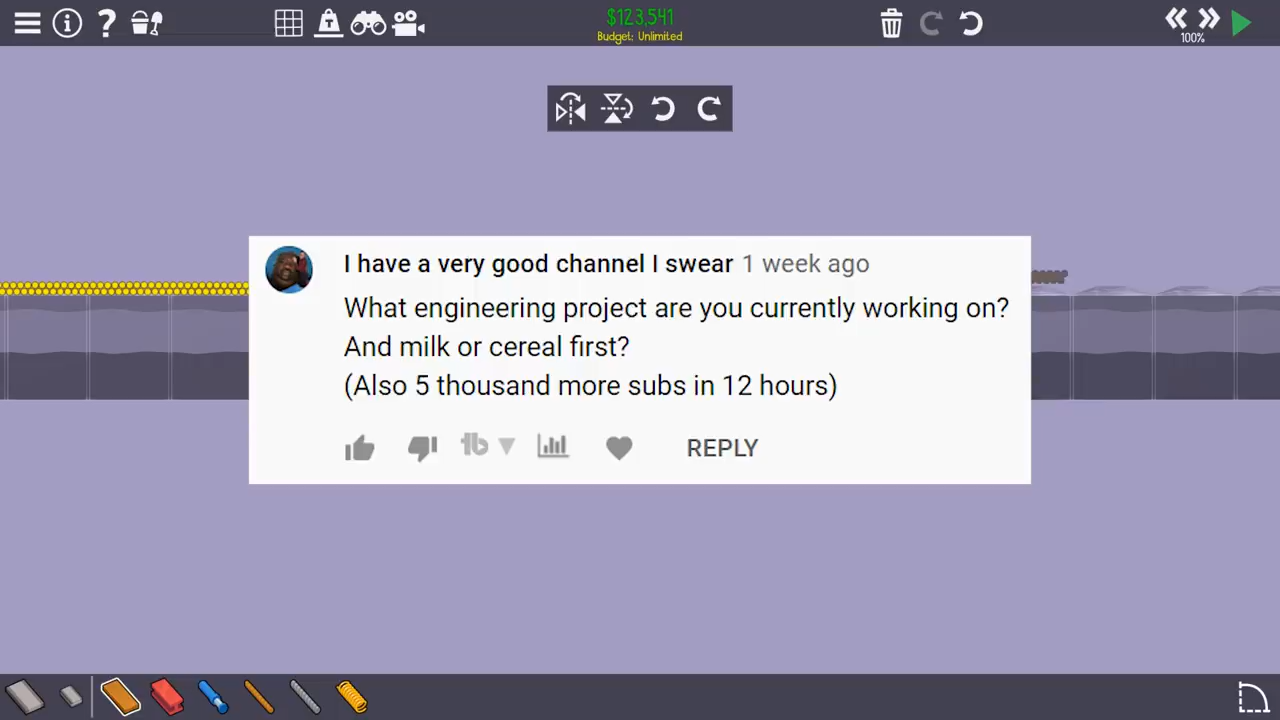 $123,541
Budget: Unlimited
100%
I have a very good channel I swear 1 week ago
What engineering project are you currently working on?
And milk or cereal first?
(Also 5 thousand more subs in 12 hours)
REPLY